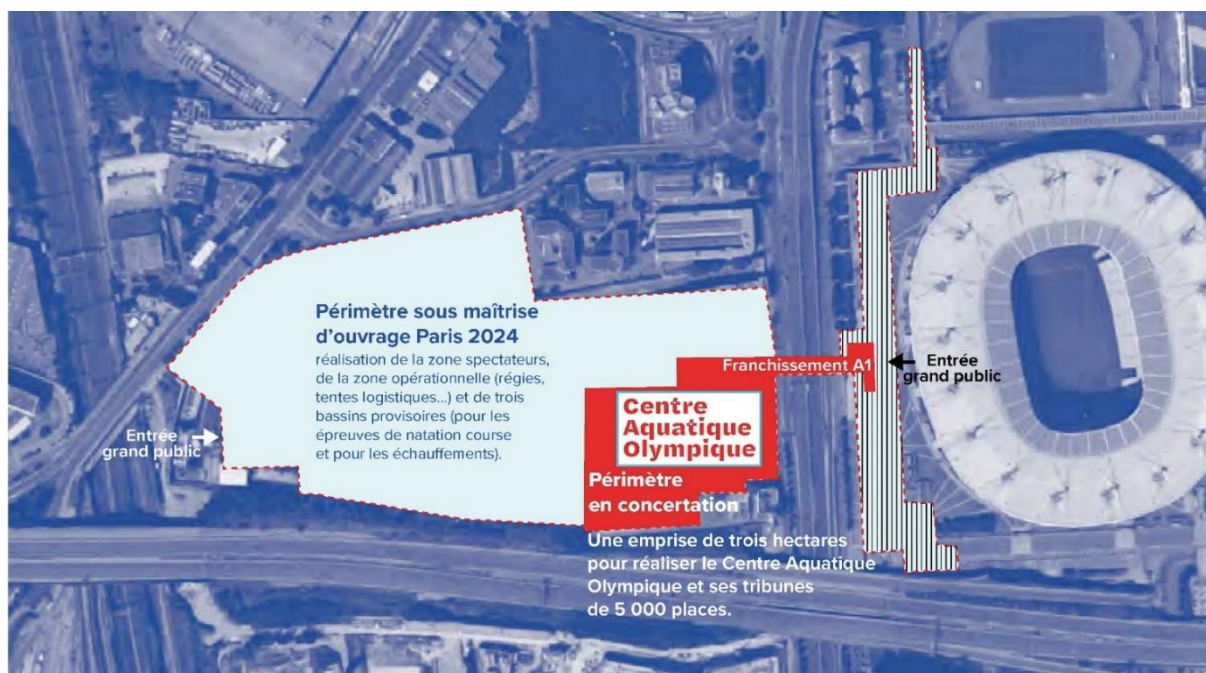 Périmètre sous maîtrise
d'ouvrage Paris 2024
réalisation de la zone spectateurs,
de la zone opérationnelle (régies,
tentes logistiques...) et de trois
bassins provisoires (pour les
épreuves de natation course
et pour les échauffements).
Entrée
grand public
Franchissement A1
Entrée
grand public
Centre
Aquatique
Olympique
Périmètre
en concertation
Une emprise de trois hectares
pour réaliser le Centre Aquatique
Olympique et ses tribunes
de 5 000 places.